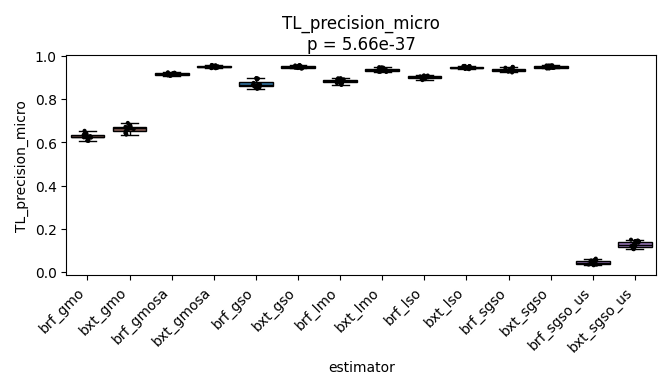 TL_precision_micro
p = 5.66e-37
TL_precision_micro
1.0
0.8
0.6
0.4
0.2
0.0
brf_gmo
bxt_gmo
brf_gmosa
bxt_gmosa
brf_gso
bxt_gso
brf_lmo
bxt_lmo
brf_lso
bxt_lso
brf_sgso
bxt_sgso
brf_sgso_us
bxt_sgso_us
estimator